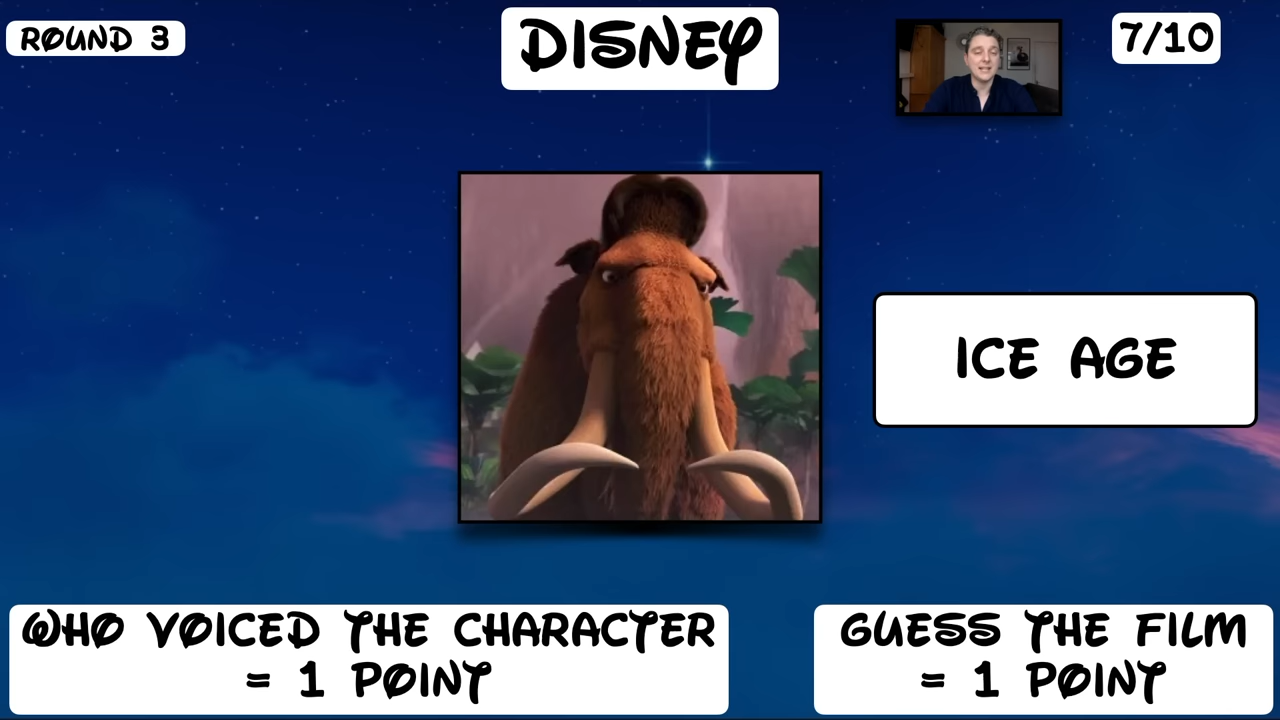 ROUND 3
DISNEY
7/10
ICE AGE
WHO VOICED THE CHARACTER
= 1 POINT
GUESS THE FILM
= 1 POINT